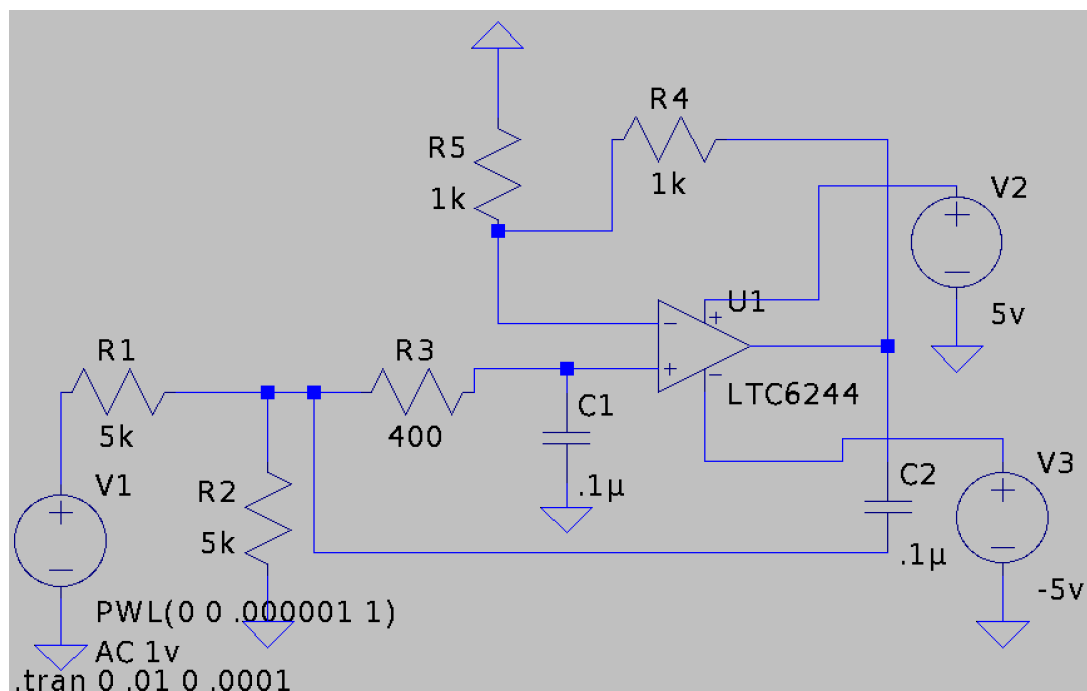 R4
R5
1k
1k
V2
+
−
U1
+
5v
R1
R3
−
+
−
LTC6244
5k
400
C1
V1
+
−
R2
5k
.1µ
C2
V3
+
−
.1µ
-5v
PWL(0 0 .000001 1)
AC 1v
.tran 0 .01 0 .0001